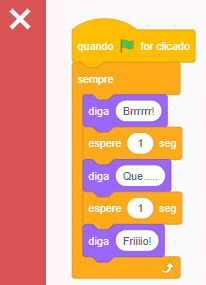 quando for clicado
sempre
diga Brrrrrr!
espere 1 seg
diga Que.....
espere 1 seg
diga Friiiio!